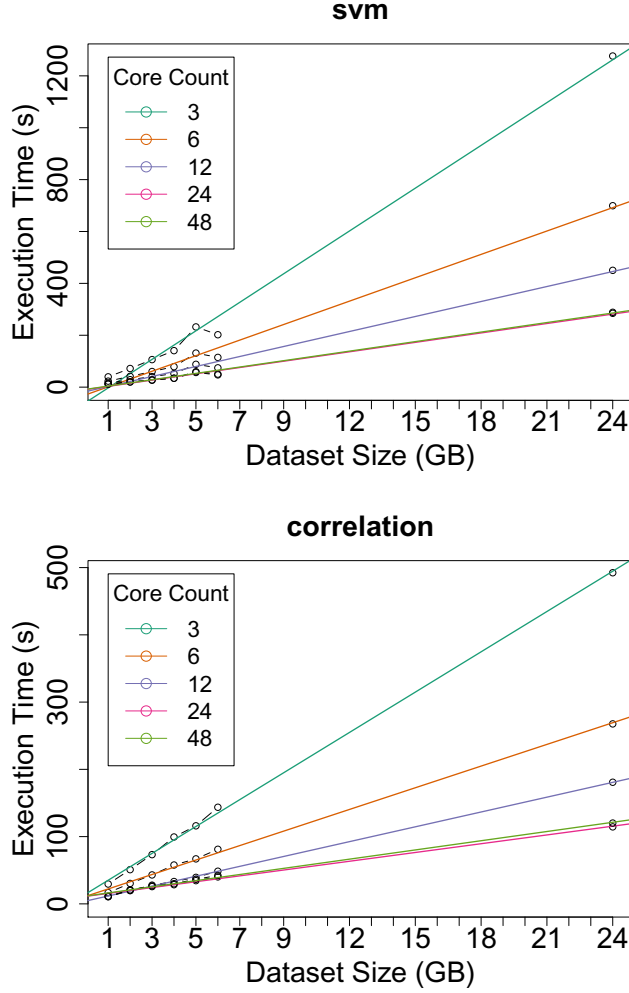 svm
Execution Time (s)
0 400 800 1200
Core Count
3
6
12
24
48
1 3 5 7 9 12 15 18 21 24
Dataset Size (GB)
correlation
Execution Time (s)
0 100 300 500
Core Count
3
6
12
24
48
1 3 5 7 9 12 15 18 21 24
Dataset Size (GB)